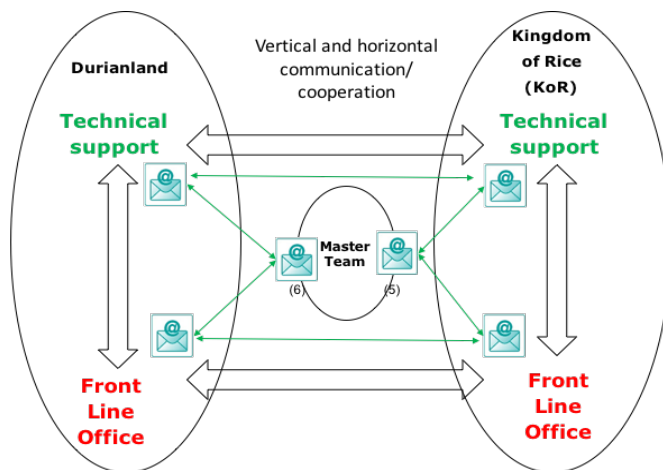 Durianland
Vertical and horizontal
communication/
cooperation
Kingdom
of Rice
(KoR)
Technical
support
Technical
support
@
@
@
Master
Team
@
(6)
(5)
@
@
Front
Line
Office
Front
Line
Office